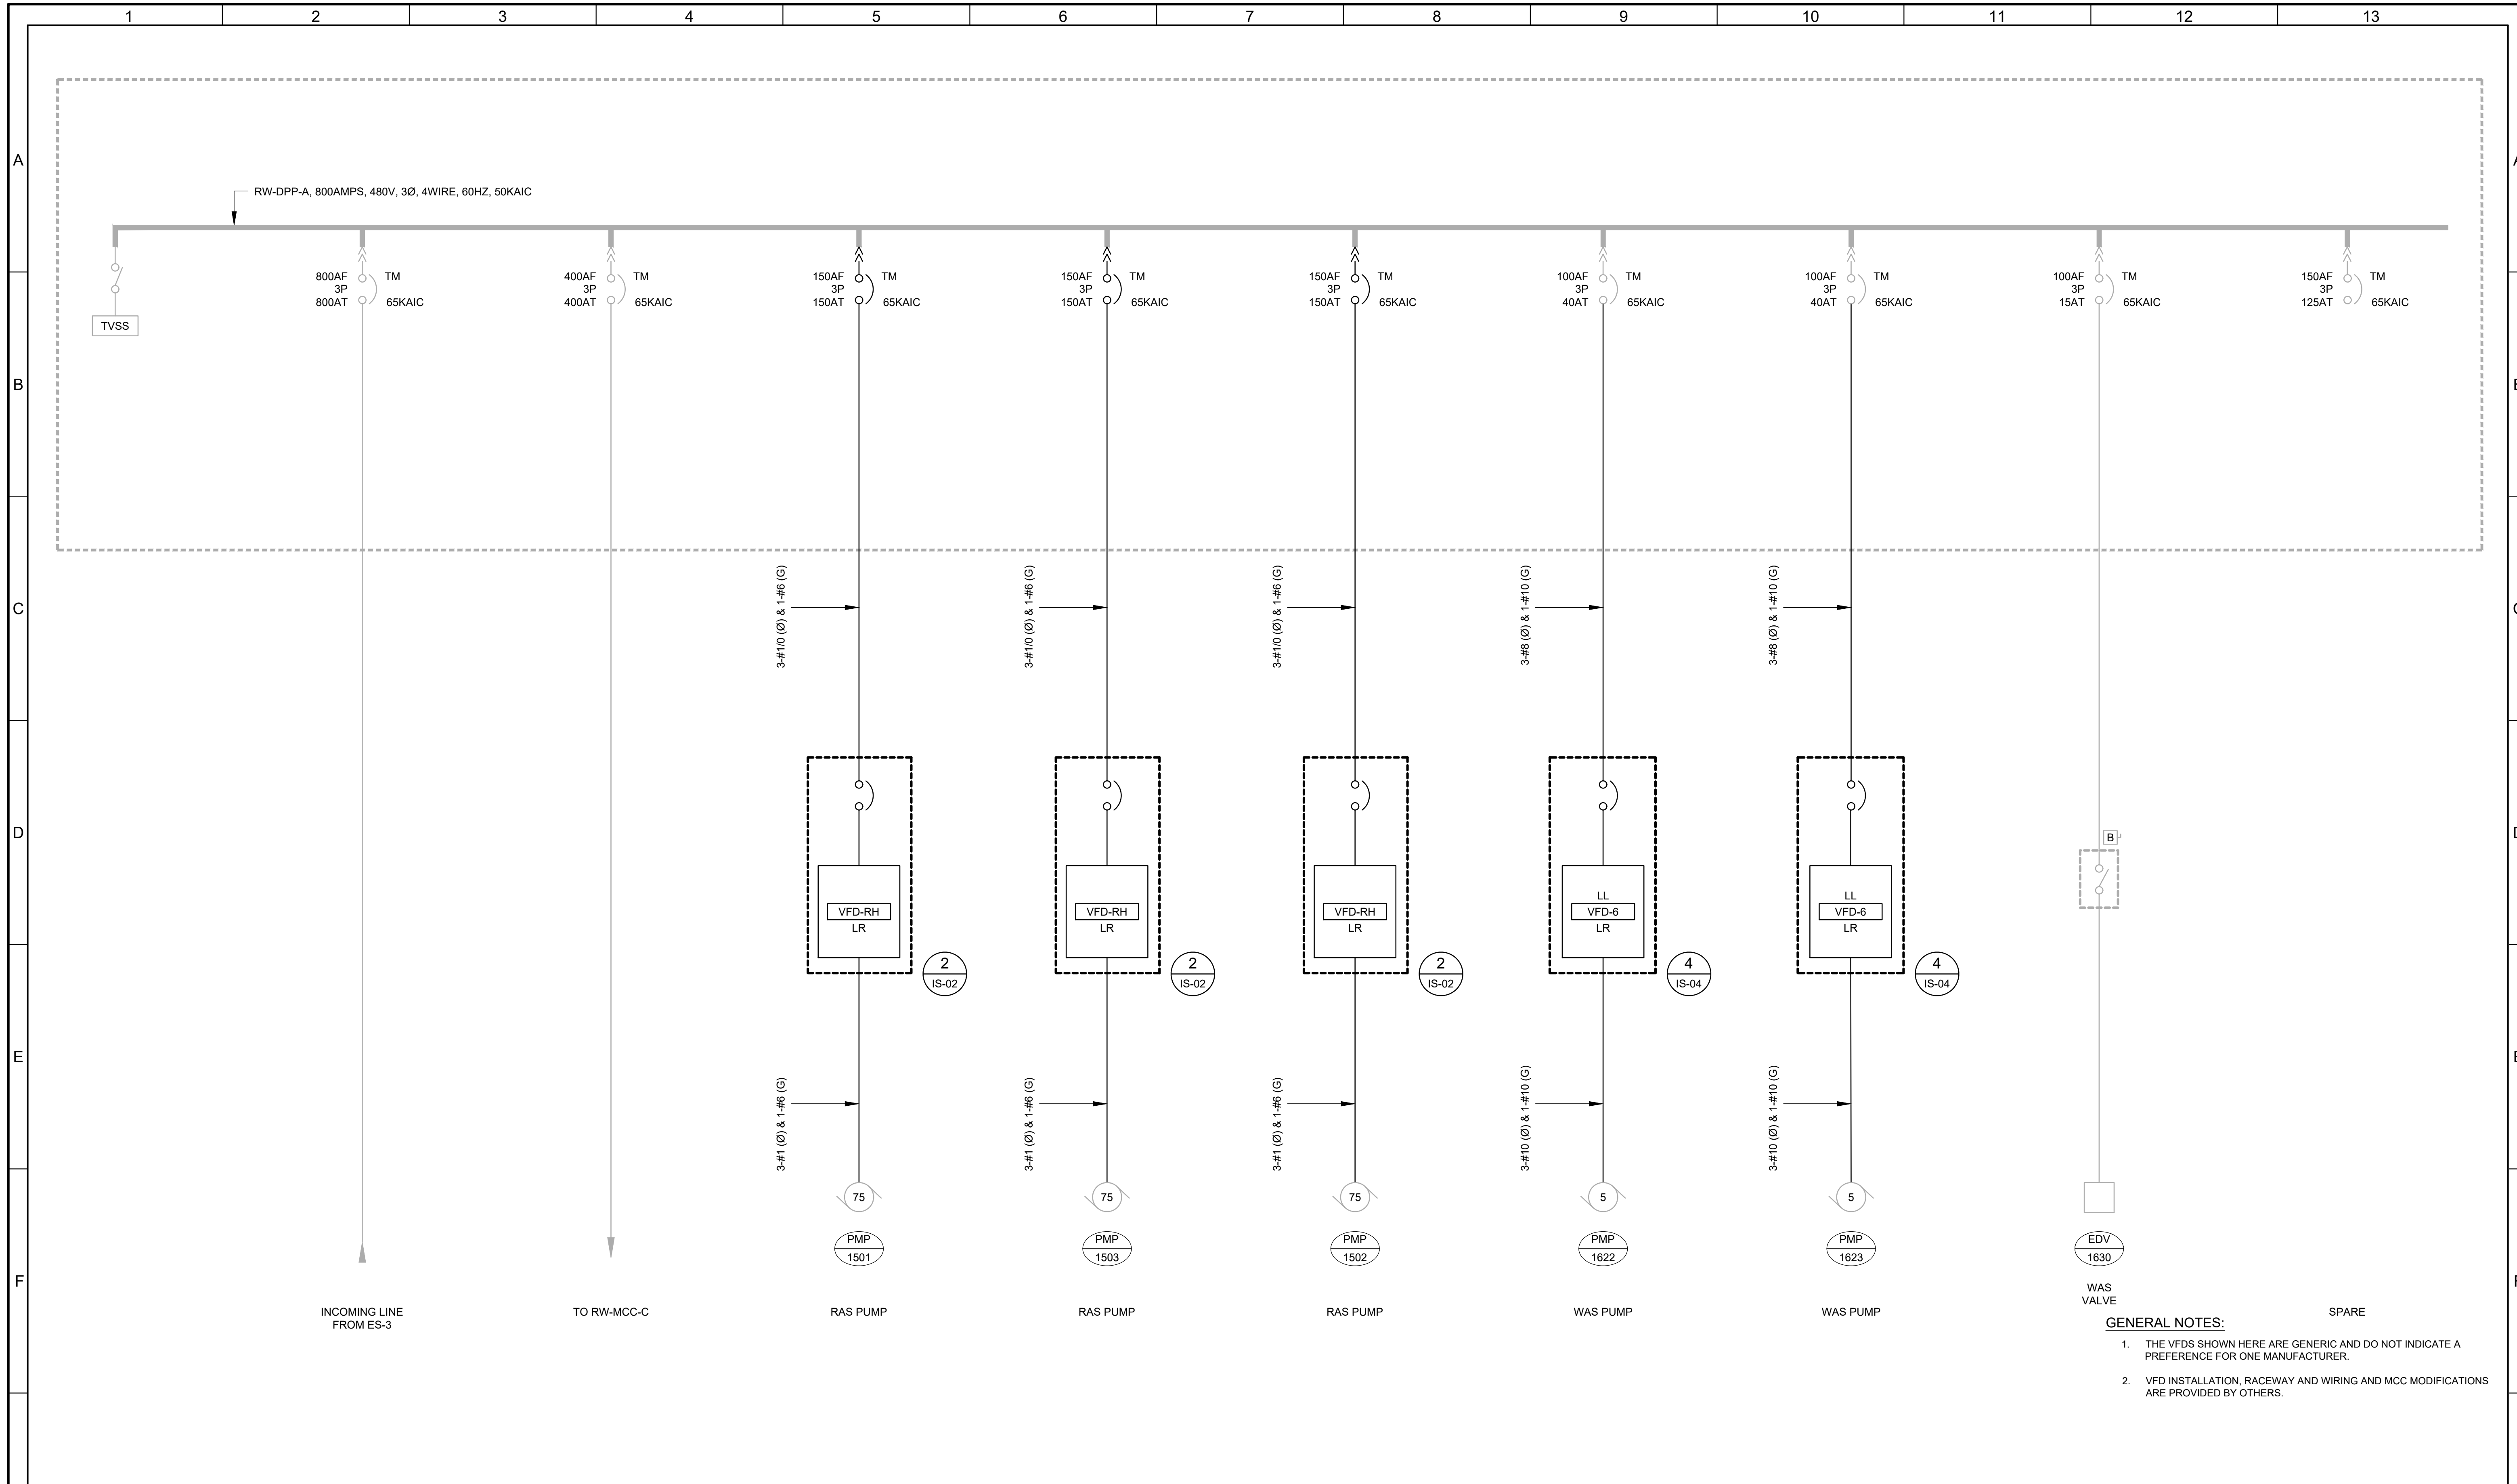 1 2 3 4 5 6 7 8 9 10 11 12 13
A
RW-DPP-A, 800AMPS, 480V, 3Ø, 4WIRE, 60HZ, 50KAIC
TVSS
800AF TM
3P
800AT 65KAIC
400AF TM
3P
400AT 65KAIC
150AF TM
3P
150AT 65KAIC
150AF TM
3P
150AT 65KAIC
150AF TM
3P
150AT 65KAIC
100AF TM
3P
40AT 65KAIC
100AF TM
3P
40AT 65KAIC
100AF TM
3P
15AT 65KAIC
150AF TM
3P
125AT 65KAIC
B
C
3-#1/0 (Ø) & 1-#6 (G)
3-#1/0 (Ø) & 1-#6 (G)
3-#1/0 (Ø) & 1-#6 (G)
3-#8 (Ø) & 1-#10 (G)
3-#8 (Ø) & 1-#10 (G)
D
B
VFD-RH
LR
2
IS-02
VFD-RH
LR
2
IS-02
VFD-RH
LR
2
IS-02
LL
VFD-6
LR
4
IS-04
LL
VFD-6
LR
4
IS-04
E
3-#1 (Ø) & 1-#6 (G)
3-#1 (Ø) & 1-#6 (G)
3-#1 (Ø) & 1-#6 (G)
3-#10 (Ø) & 1-#10 (G)
3-#10 (Ø) & 1-#10 (G)
F
INCOMING LINE
FROM ES-3
TO RW-MCC-C
75
PMP
1501
RAS PUMP
75
PMP
1503
RAS PUMP
75
PMP
1502
RAS PUMP
5
PMP
1622
WAS PUMP
5
PMP
1623
WAS PUMP
EDV
1630
WAS
VALVE
SPARE
GENERAL NOTES:
1. THE VFDS SHOWN HERE ARE GENERIC AND DO NOT INDICATE A
PREFERENCE FOR ONE MANUFACTURER.
2. VFD INSTALLATION, RACEWAY AND WIRING AND MCC MODIFICATIONS
ARE PROVIDED BY OTHERS.